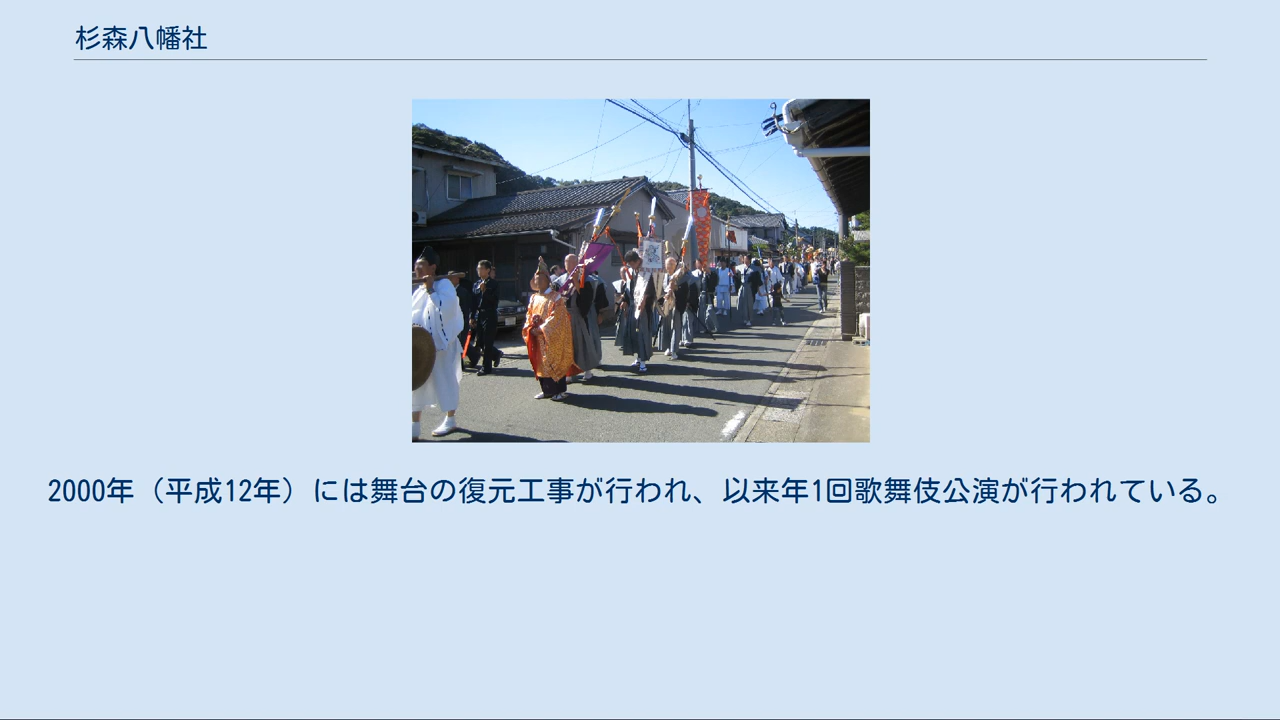 杉森八幡社
2000年（平成12年）には舞台の復元工事が行われ、以来年1回歌舞伎公演が行われている。